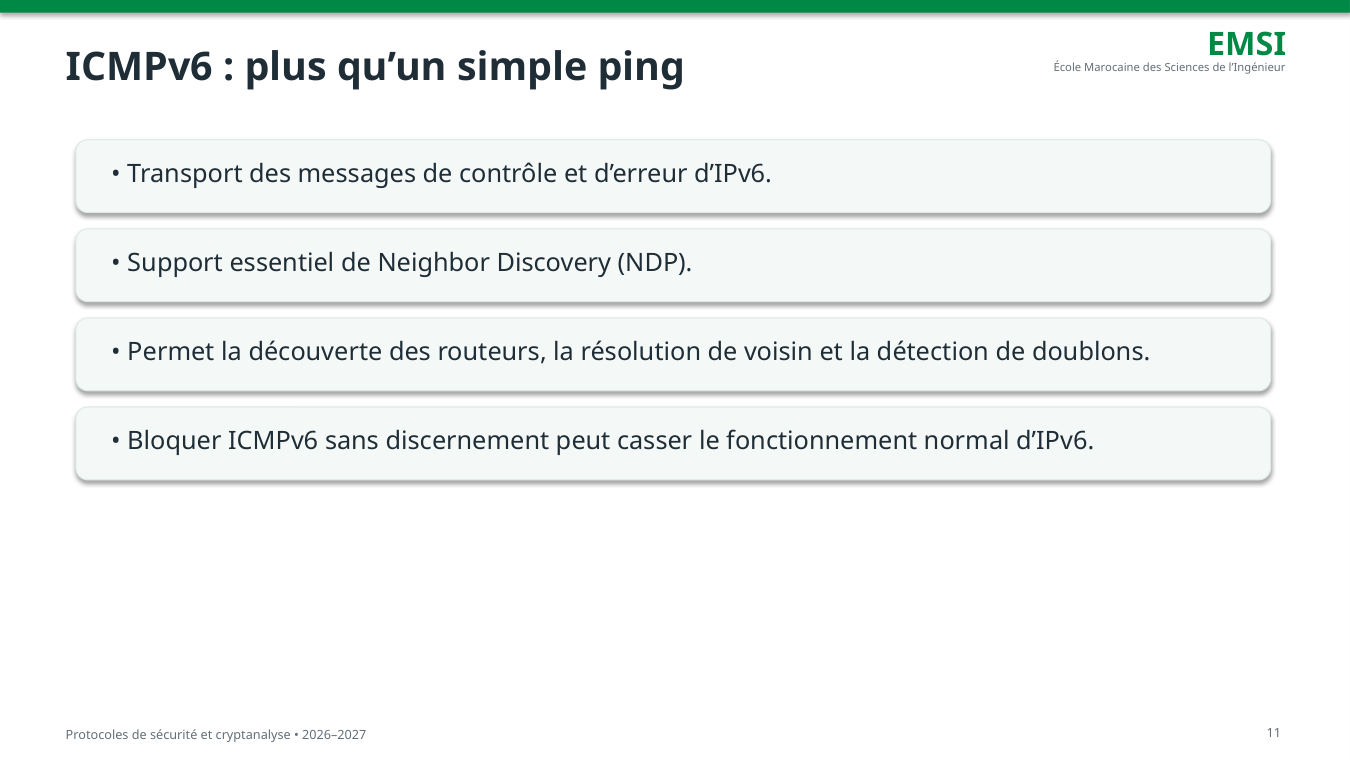 ICMPv6 : plus qu’un simple ping
EMSI
École Marocaine des Sciences de l’Ingénieur
• Transport des messages de contrôle et d’erreur d’IPv6.
• Support essentiel de Neighbor Discovery (NDP).
• Permet la découverte des routeurs, la résolution de voisin et la détection de doublons.
• Bloquer ICMPv6 sans discernement peut casser le fonctionnement normal d’IPv6.
Protocoles de sécurité et cryptanalyse • 2026–2027
11